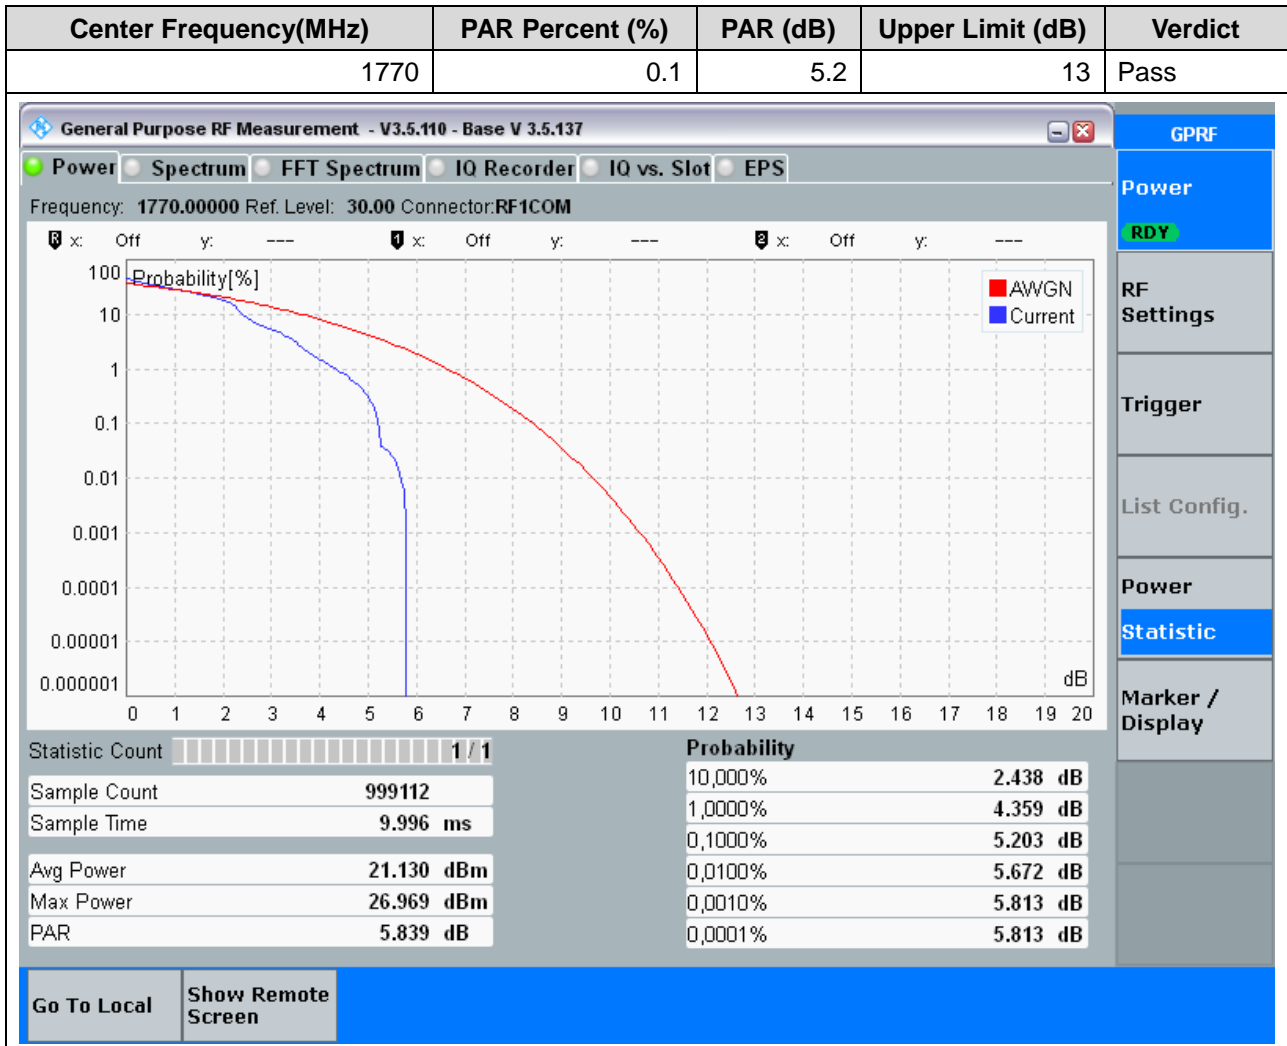 Center Frequency(MHz) PAR Percent (%) PAR (dB) Upper Limit (dB) Verdict
1770 0.1 5.2 13 Pass
General Purpose RF Measurement - V3.5.110 - Base V 3.5.137
GPRF
Power Spectrum FFT Spectrum IQ Recorder IQ vs. Slot EPS
Power
RDY
Frequency: 1770.00000 Ref. Level: 30.00 Connector:RF1COM
R x: Off y: --- 1 x: Off y: --- 2 x: Off y: ---
Probability[%]
AWGN
Current
100
10
1
0.1
0.01
0.001
0.0001
0.00001
0.000001
dB
0 1 2 3 4 5 6 7 8 9 10 11 12 13 14 15 16 17 18 19 20
RF
Settings
Trigger
List Config.
Power
Statistic
Marker /
Display
Statistic Count 1 / 1
Sample Count 999112
Sample Time 9.996 ms
Avg Power 21.130 dBm
Max Power 26.969 dBm
PAR 5.839 dB
Probability
10,000% 2.438 dB
1,0000% 4.359 dB
0,1000% 5.203 dB
0,0100% 5.672 dB
0,0010% 5.813 dB
0,0001% 5.813 dB
Go To Local
Show Remote
Screen